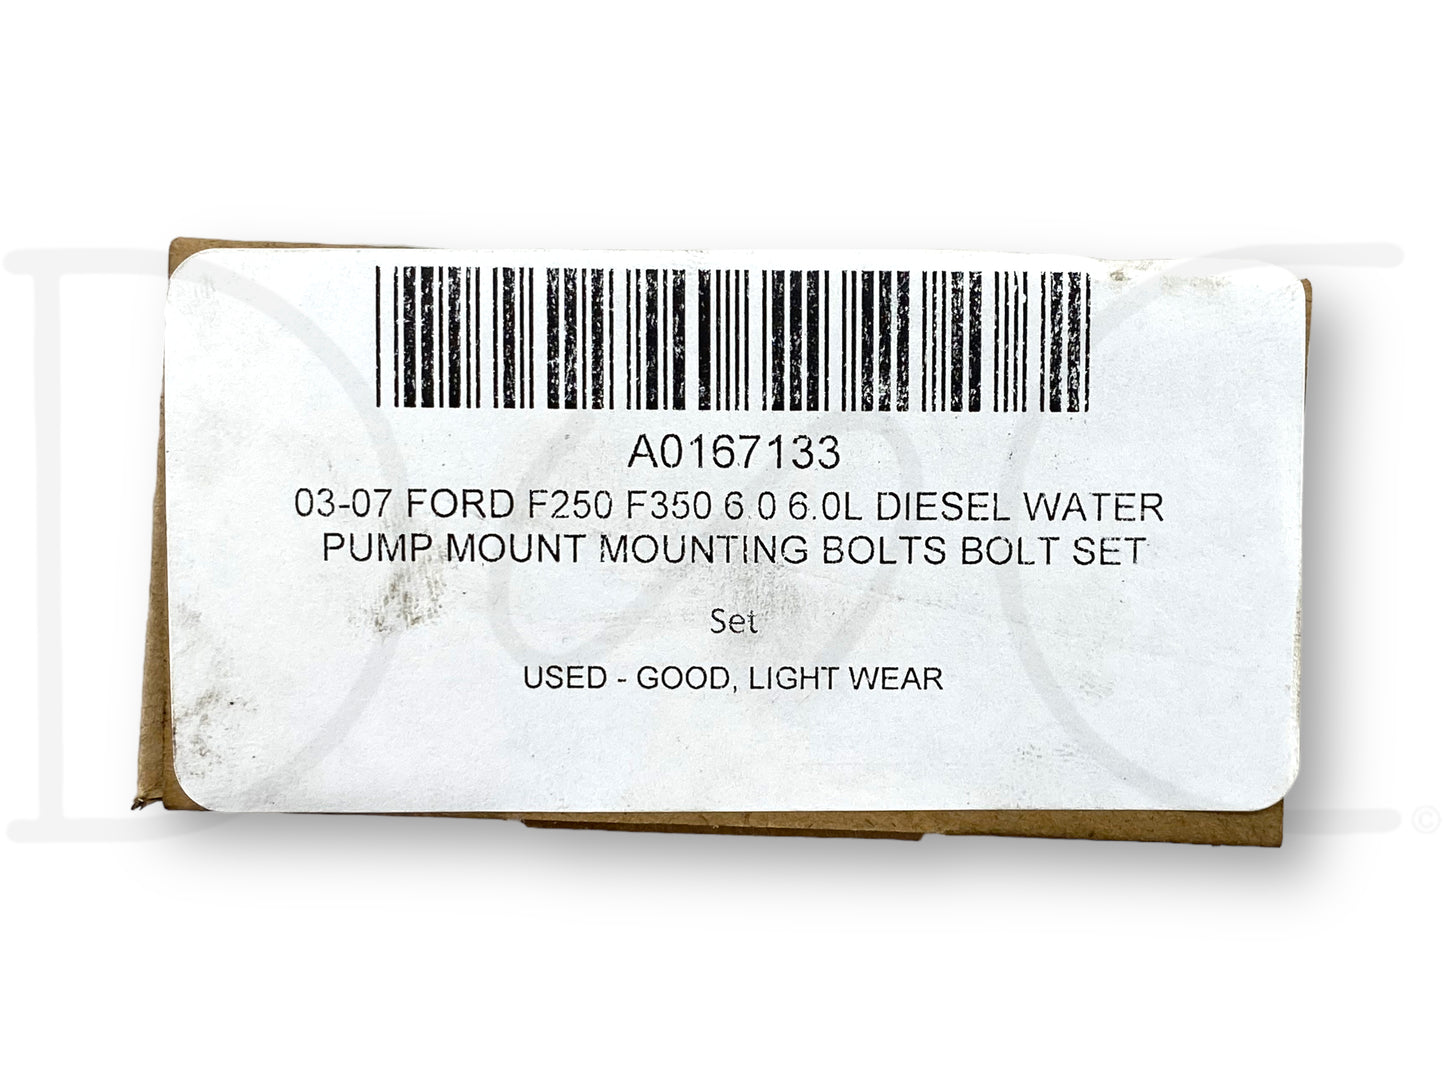 A0167133
03-07 FORD F250 F350 6.0 6.0L DIESEL WATER
PUMP MOUNT MOUNTING BOLTS BOLT SET
Set
USED - GOOD, LIGHT WEAR